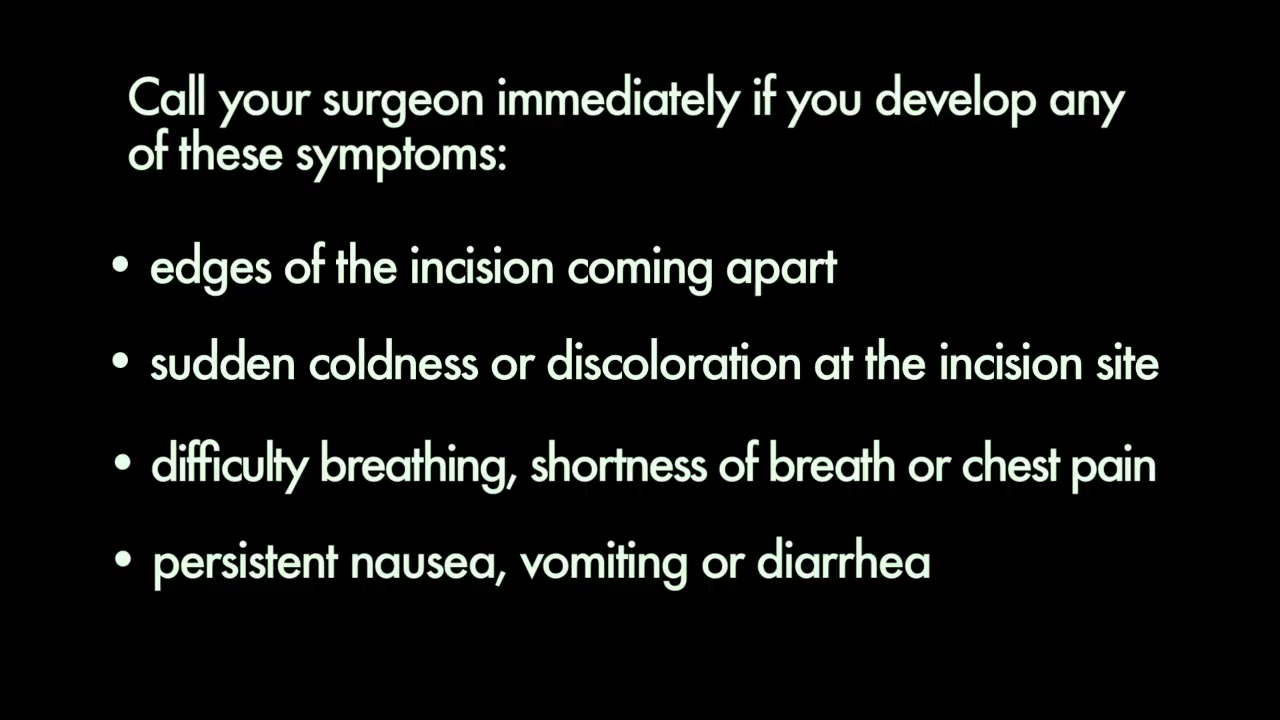 Call your surgeon immediately if you develop any
of these symptoms:
• edges of the incision coming apart
• sudden coldness or discoloration at the incision site
• difficulty breathing, shortness of breath or chest pain
• persistent nausea, vomiting or diarrhea